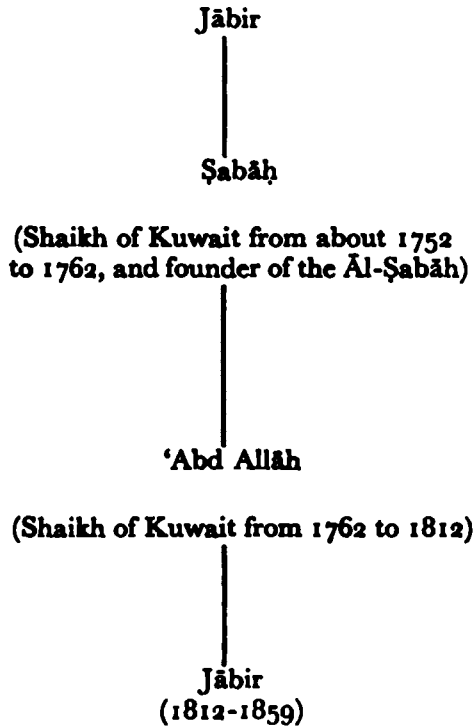 Jābir
Ṣabāḥ
(Shaikh of Kuwait from about 1752
to 1762, and founder of the Āl-Ṣabāh)
‘Abd Allāh
(Shaikh of Kuwait from 1762 to 1812)
Jābir
(1812-1859)